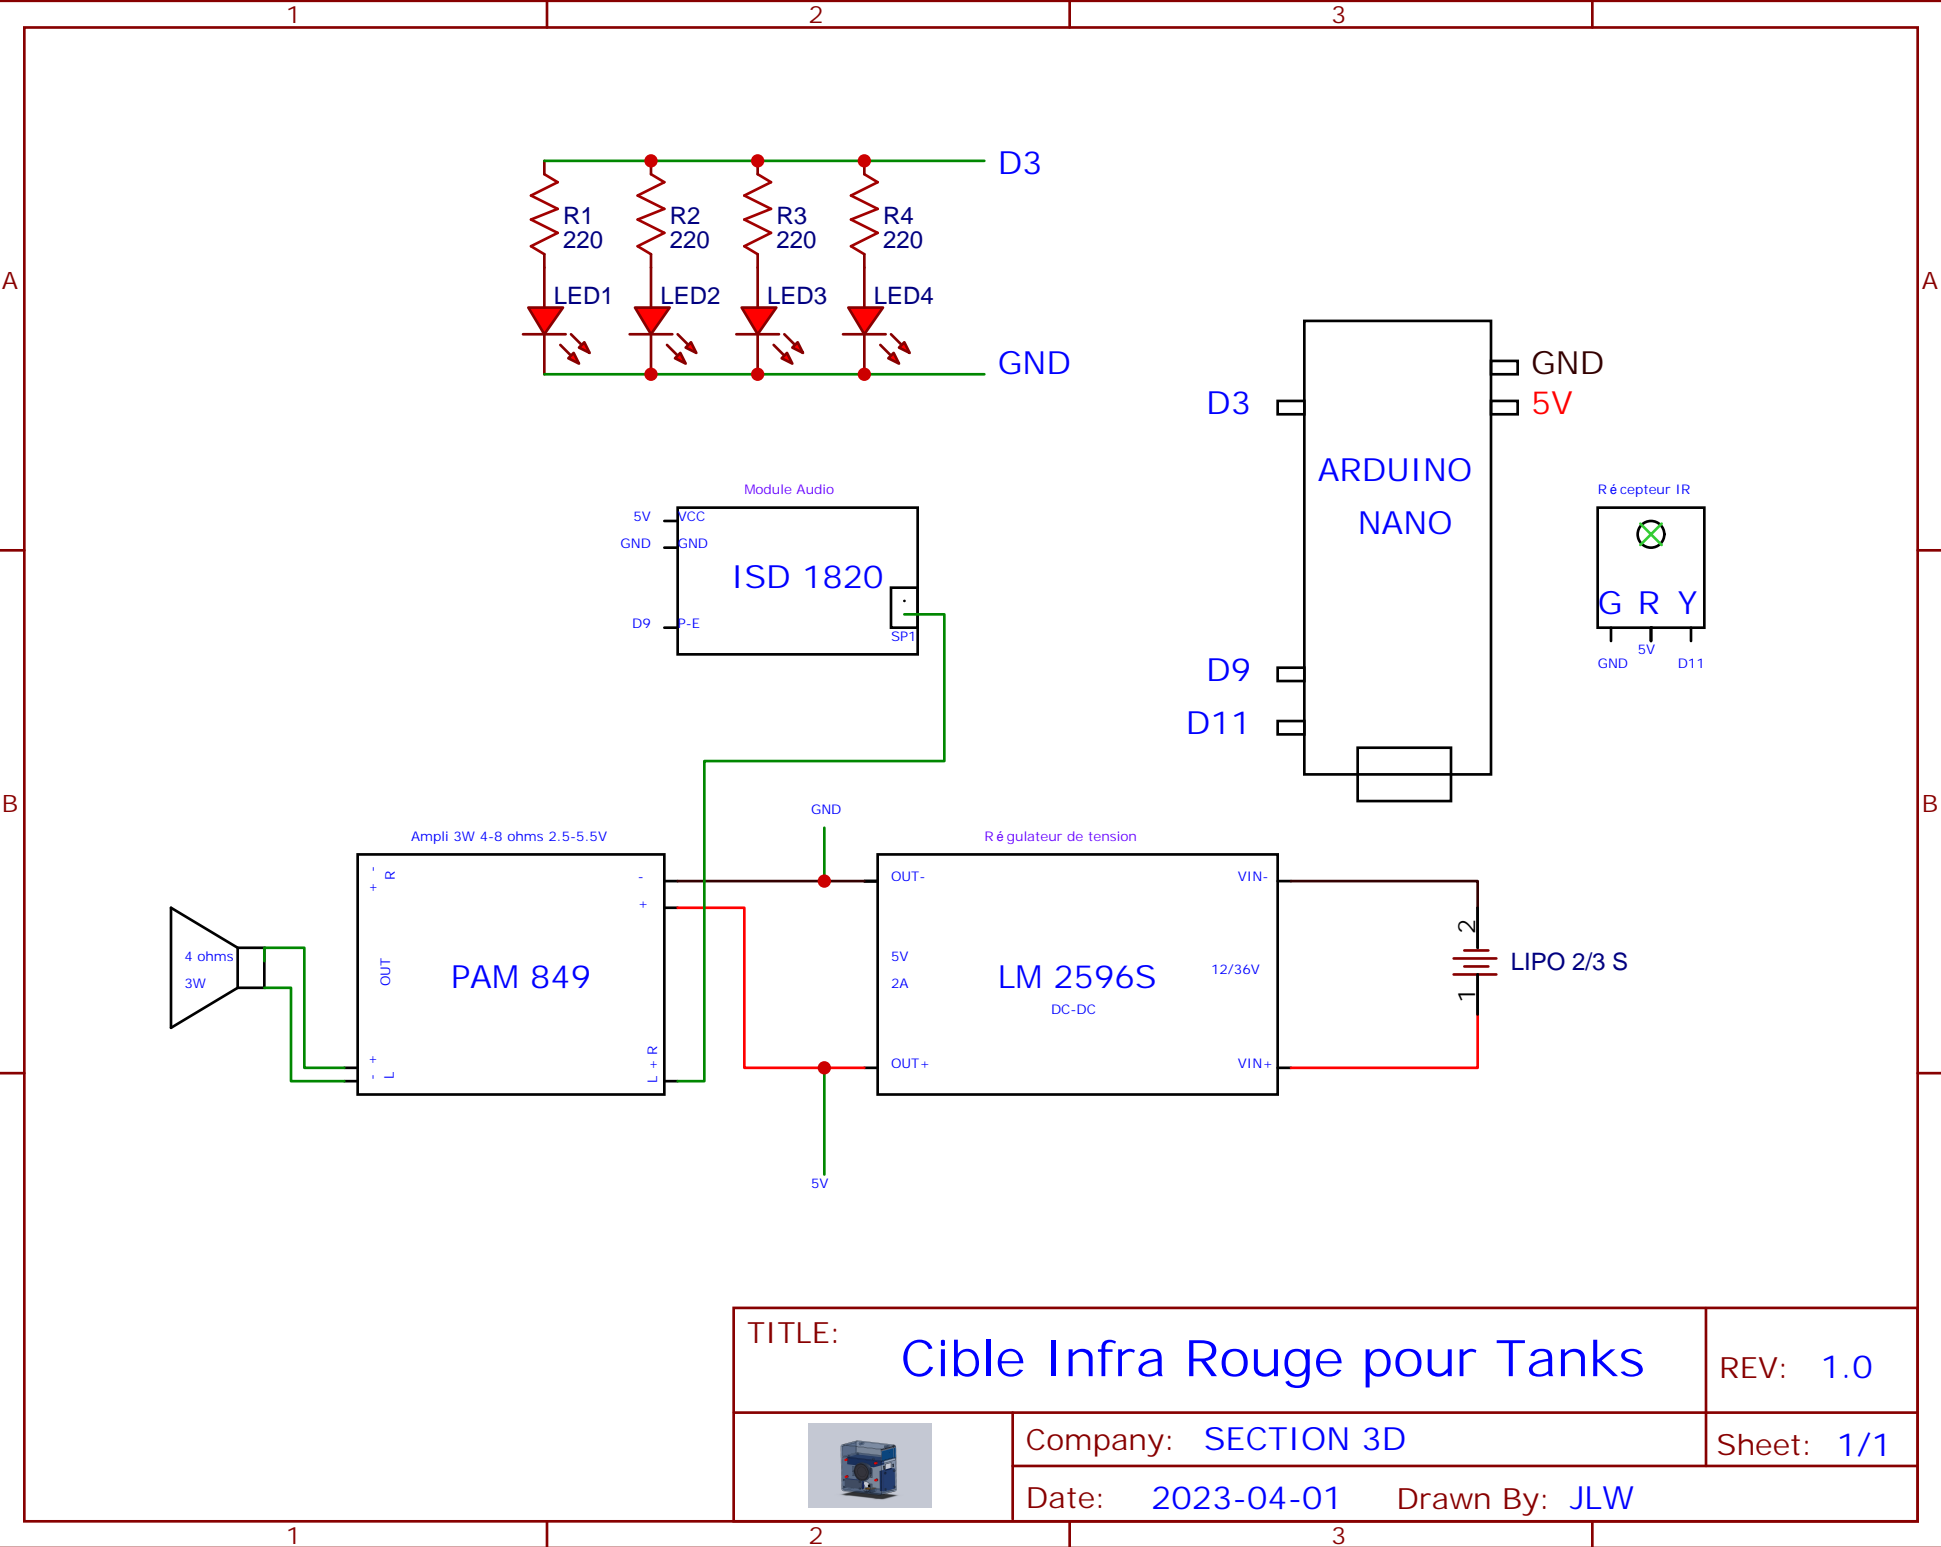 1
2
3
A
A
B
B
D3
R1
220
R2
220
R3
220
R4
220
LED1
LED2
LED3
LED4
GND
GND
5V
D3
ARDUINO
NANO
D9
D11
Récepteur IR
G R Y
GND
5V
D11
Module Audio
5V
VCC
GND
GND
ISD 1820
D9
P-E
SP1
GND
Ampli 3W 4-8 ohms 2.5-5.5V
- +
R
-
+
OUT
PAM 849
+ -
L
L + R
4 ohms
3W
Régulateur de tension
OUT-
VIN-
5V
2A
LM 2596S
DC-DC
12/36V
OUT+
VIN+
5V
2
1
LIPO 2/3 S
TITLE:
Cible Infra Rouge pour Tanks
REV: 1.0
Company: SECTION 3D
Sheet: 1/1
Date: 2023-04-01
Drawn By: JLW
1
2
3